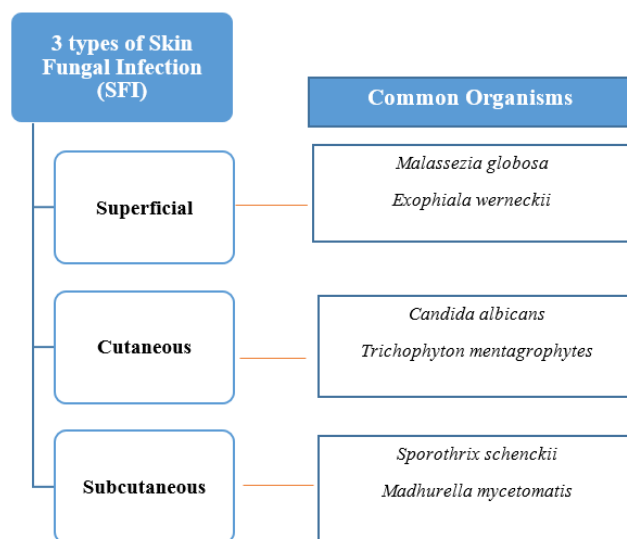 3 types of Skin
Fungal Infection
(SFI)
Common Organisms
Superficial
Malassezia globosa
Exophiala werneckii
Cutaneous
Candida albicans
Trichophyton mentagrophytes
Subcutaneous
Sporothrix schenckii
Madhurella mycetomatis